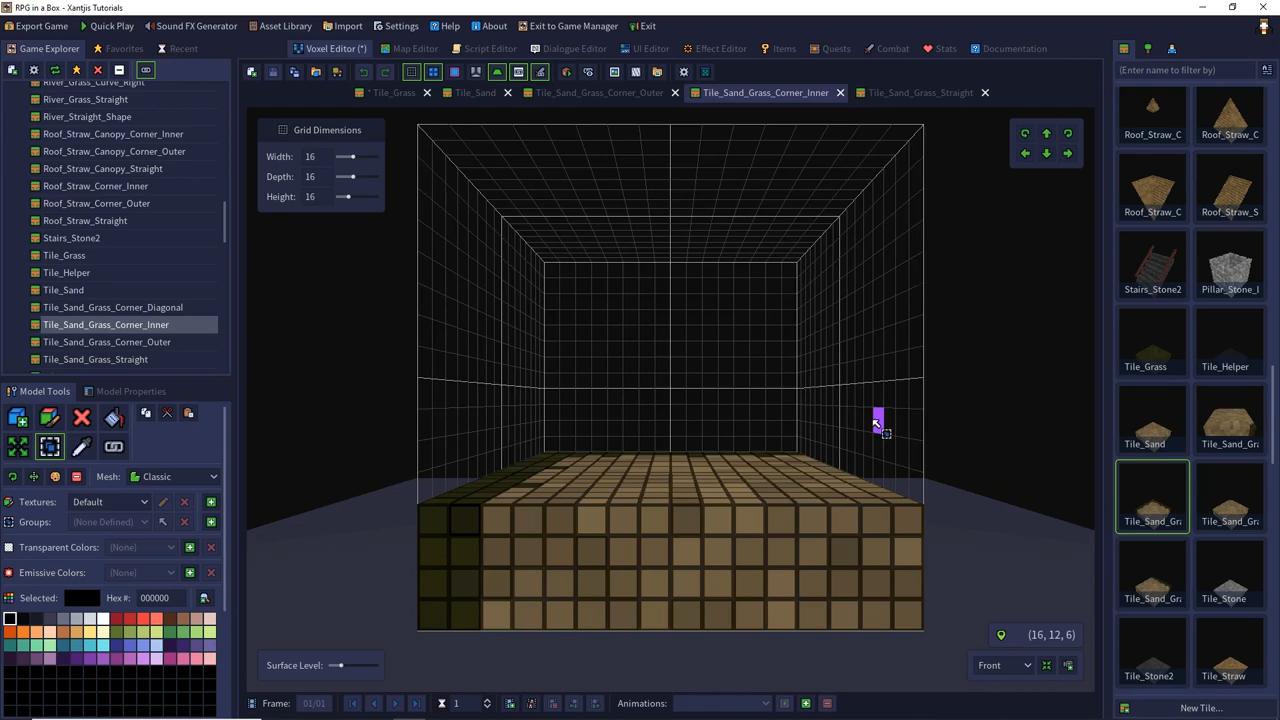 RPG in a Box - Xantjis Tutorials
Export Game Quick Play Sound FX Generator Asset Library Import Settings Help About Exit to Game Manager Exit
Game Explorer Favorites Recent
Voxel Editor (*) Map Editor Script Editor Dialogue Editor UI Editor Effect Editor Items Quests Combat Stats Documentation
* Tile_Grass Tile_Sand Tile_Sand_Grass_Corner_Outer Tile_Sand_Grass_Corner_Inner Tile_Sand_Grass_Straight
(Enter name to filter by)
River_Grass_Curve_Right
River_Grass_Straight
River_Straight_Shape
Roof_Straw_Canopy_Corner_Inner
Roof_Straw_Canopy_Corner_Outer
Roof_Straw_Canopy_Straight
Roof_Straw_Corner_Inner
Roof_Straw_Corner_Outer
Roof_Straw_Straight
Stairs_Stone2
Tile_Grass
Tile_Helper
Tile_Sand
Tile_Sand_Grass_Corner_Diagonal
Tile_Sand_Grass_Corner_Inner
Tile_Sand_Grass_Corner_Outer
Tile_Sand_Grass_Straight
Grid Dimensions
Width: 16
Depth: 16
Height: 16
Model Tools Model Properties
Mesh: Classic
Textures: Default
Groups: (None Defined)
Transparent Colors: (None)
Emissive Colors: (None)
Selected: Hex #: 000000
Surface Level:
(16, 12, 6)
Front
Frame: 01/01 1 Animations:
Roof_Straw_C Roof_Straw_C
Roof_Straw_C Roof_Straw_S
Stairs_Stone2 Pillar_Stone_I
Tile_Grass Tile_Helper
Tile_Sand Tile_Sand_Gra
Tile_Sand_Gra Tile_Sand_Gra
Tile_Sand_Gra Tile_Stone
Tile_Stone2 Tile_Straw
New Tile...